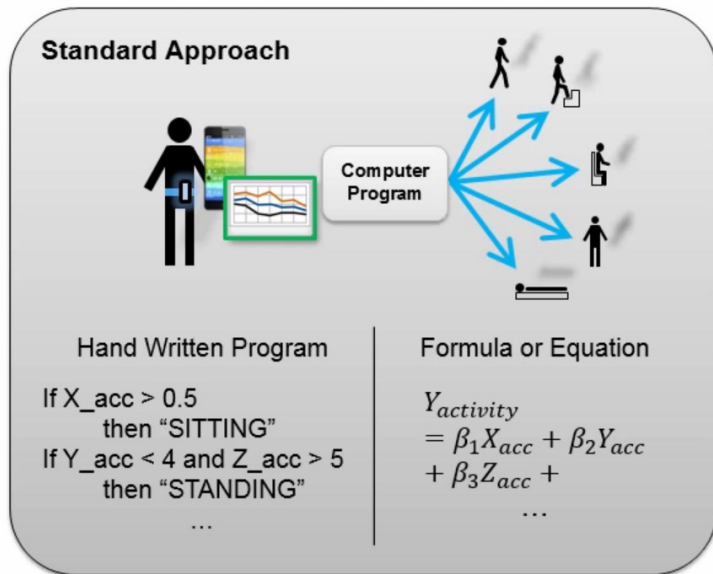 Standard Approach
Computer
Program
Hand Written Program
If X_acc > 0.5
then “SITTING”
If Y_acc < 4 and Z_acc > 5
then “STANDING”
…
Formula or Equation
Y_activity
= β₁X_acc + β₂Y_acc
+ β₃Z_acc +
…